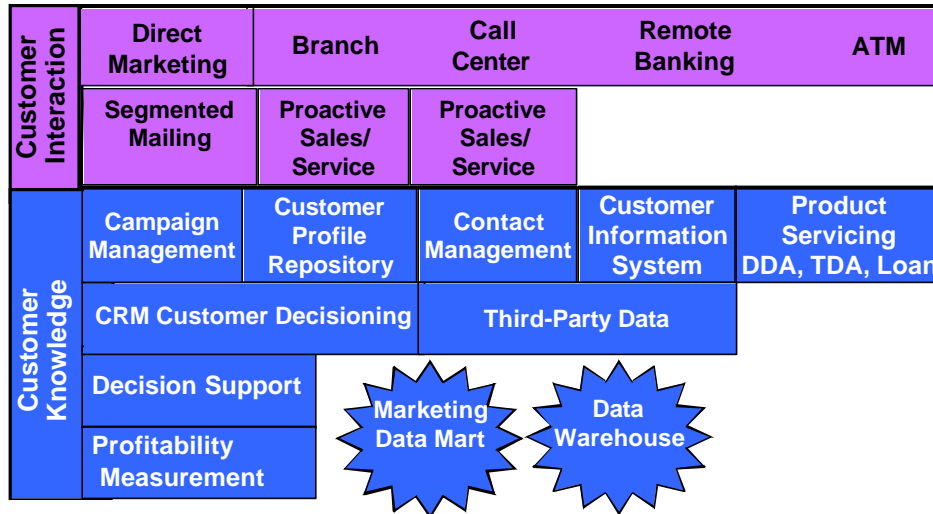 Customer
Interaction
Direct
Marketing
Branch
Call
Center
Remote
Banking
ATM
Segmented
Mailing
Proactive
Sales/
Service
Proactive
Sales/
Service
Customer
Knowledge
Campaign
Management
Customer
Profile
Repository
Contact
Management
Customer
Information
System
Product
Servicing
DDA, TDA, Loan
CRM Customer Decisioning
Third-Party Data
Decision Support
Marketing
Data Mart
Data
Warehouse
Profitability
Measurement